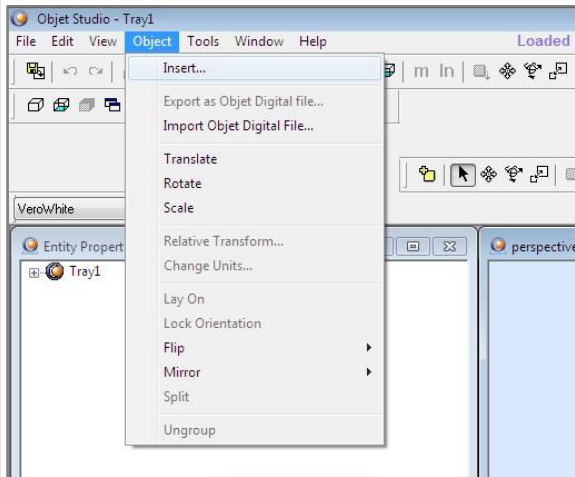 Objet Studio - Tray1
File Edit View Object Tools Window Help
Loaded
m In
Insert...
Export as Objet Digital file...
Import Objet Digital File...
Translate
Rotate
Scale
VeroWhite
Entity Propert
perspective
Tray1
Relative Transform...
Change Units...
Lay On
Lock Orientation
Flip
Mirror
Split
Ungroup